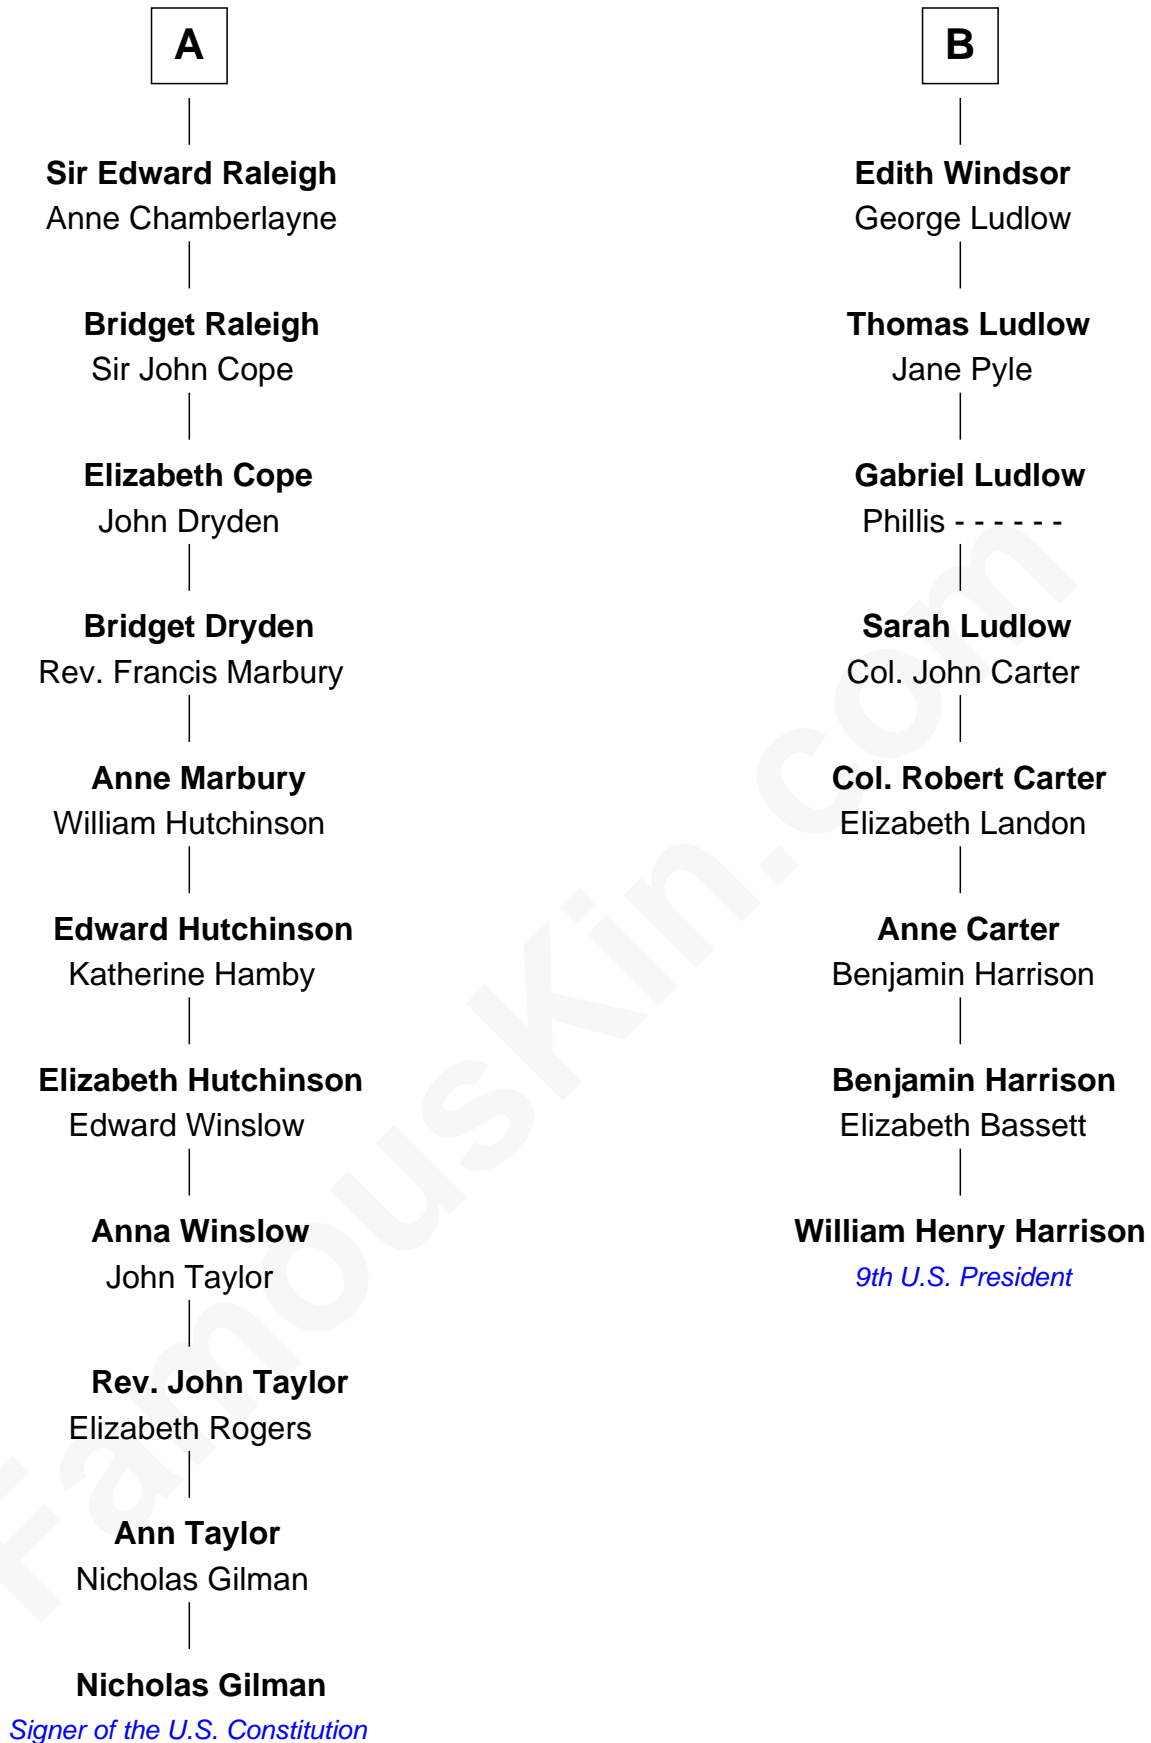 A
Sir Edward Raleigh
Anne Chamberlayne
Bridget Raleigh
Sir John Cope
Elizabeth Cope
John Dryden
Bridget Dryden
Rev. Francis Marbury
Anne Marbury
William Hutchinson
Edward Hutchinson
Katherine Hamby
Elizabeth Hutchinson
Edward Winslow
Anna Winslow
John Taylor
Rev. John Taylor
Elizabeth Rogers
Ann Taylor
Nicholas Gilman
Nicholas Gilman
Signer of the U.S. Constitution
B
Edith Windsor
George Ludlow
Thomas Ludlow
Jane Pyle
Gabriel Ludlow
Phillis - - - - - -
Sarah Ludlow
Col. John Carter
Col. Robert Carter
Elizabeth Landon
Anne Carter
Benjamin Harrison
Benjamin Harrison
Elizabeth Bassett
William Henry Harrison
9th U.S. President
FamousKin.com